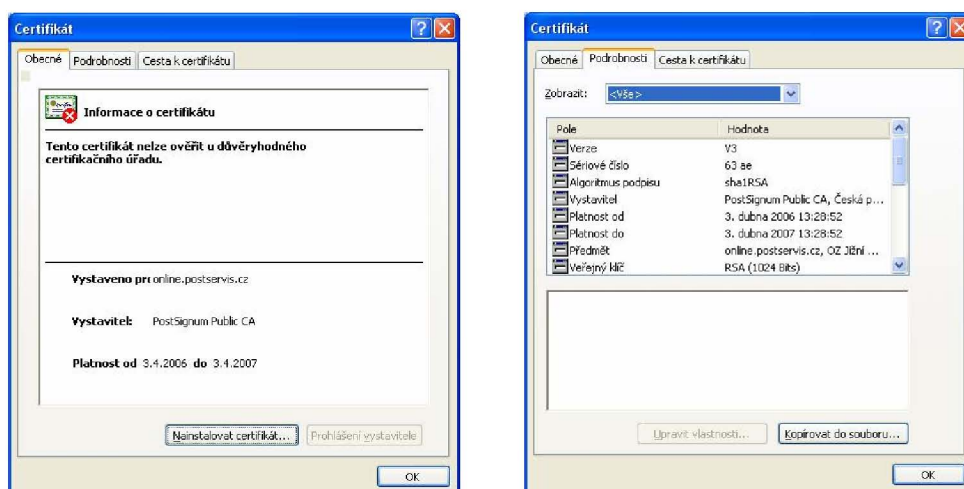 Certifikát
Obecné Podrobnosti Cesta k certifikátu
Informace o certifikátu
Tento certifikát nelze ověřit u důvěryhodného
certifikačního úřadu.
Vystaveno pro online.postservis.cz
Vystavitel: PostSignum Public CA
Platnost od 3.4.2006 do 3.4.2007
Nainstalovat certifikát... Prohlášení vystavitele
OK
Certifikát
Obecné Podrobnosti Cesta k certifikátu
Zobrazit: <Vše>
Pole Hodnota
Verze V3
Sériové číslo 63 ae
Algoritmus podpisu sha1RSA
Vystavitel PostSignum Public CA, Česká p...
Platnost od 3. dubna 2006 13:28:52
Platnost do 3. dubna 2007 13:28:52
Předmět online.postservis.cz, OZ Jižní ...
Veřejný klíč RSA (1024 Bits)
Upravit vlastnosti... Kopírovat do souboru...
OK